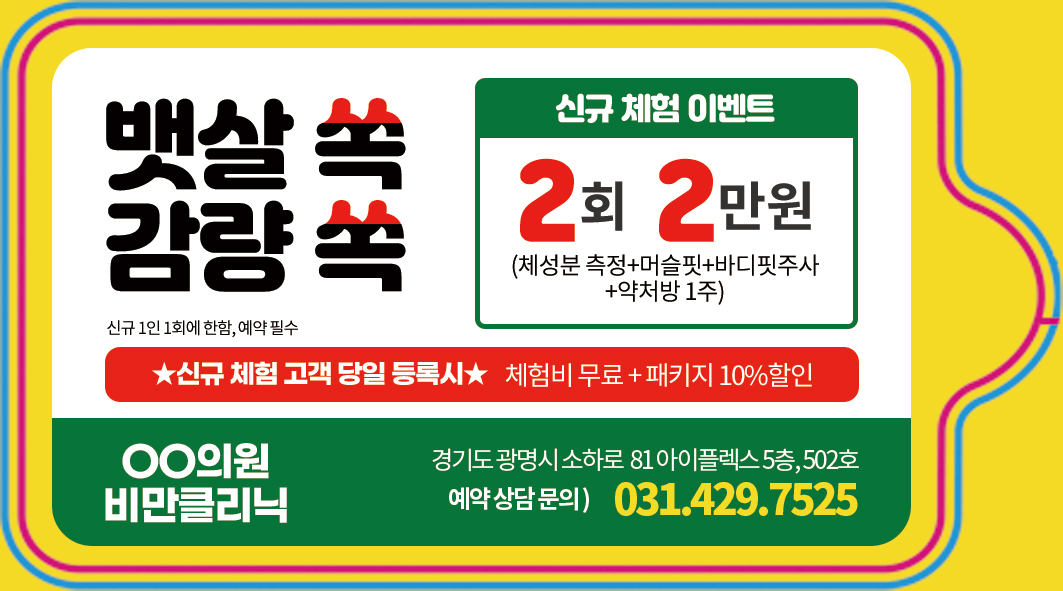 뱃살 쏙
감량 쏙
신규 1인 1회에 한함, 예약 필수
신규 체험 이벤트
2회 2만원
(체성분 측정+머슬핏+바디핏주사
+약처방 1주)
★신규 체험 고객 당일 등록시★ 체험비 무료 + 패키지 10%할인
OO의원
비만클리닉
경기도 광명시 소하로 81 아이플렉스 5층, 502호
예약 상담 문의) 031.429.7525